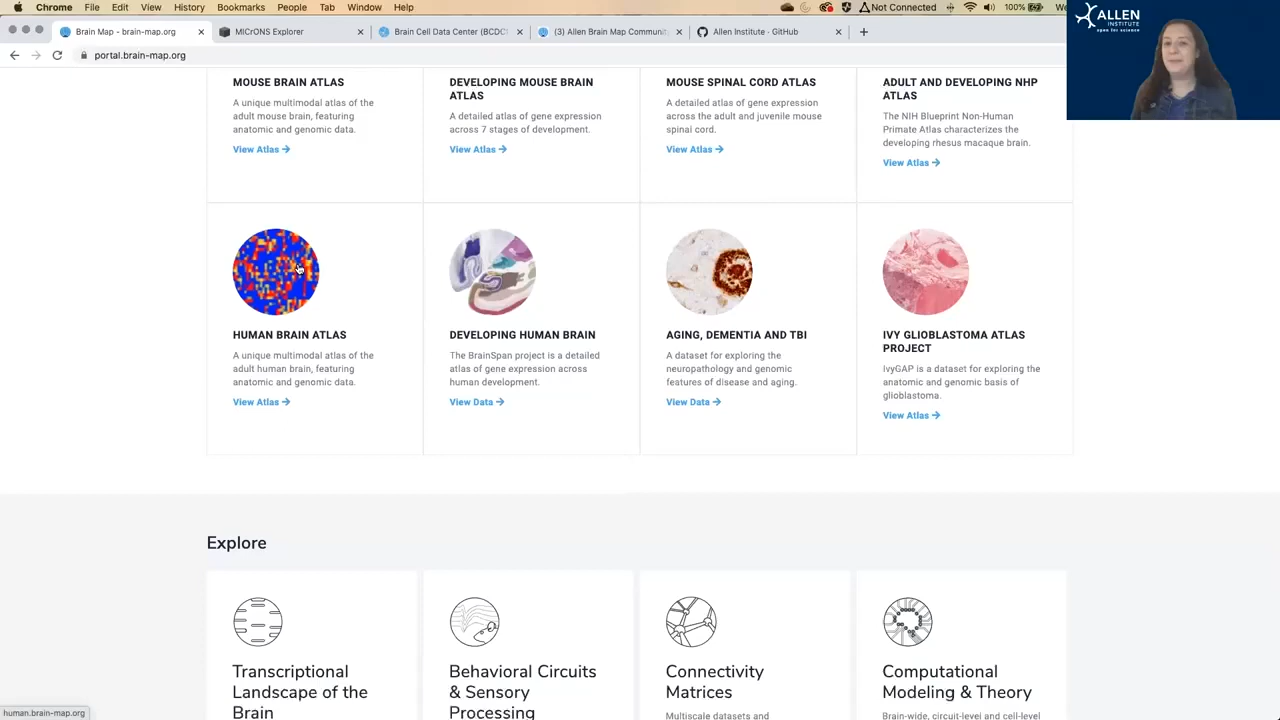 Chrome File Edit View History Bookmarks People Tab Window Help Not Connected 100%
Brain Map - brain-map.org
MICrONS Explorer
Brain Cell Data Center (BCDC
(3) Allen Brain Map Communi
Allen Institute · GitHub
portal.brain-map.org
ALLEN
INSTITUTE
open for science
MOUSE BRAIN ATLAS
A unique multimodal atlas of the
adult mouse brain, featuring
anatomic and genomic data.
View Atlas
DEVELOPING MOUSE BRAIN
ATLAS
A detailed atlas of gene expression
across 7 stages of development.
View Atlas
MOUSE SPINAL CORD ATLAS
A detailed atlas of gene expression
across the adult and juvenile mouse
spinal cord.
View Atlas
ADULT AND DEVELOPING NHP
ATLAS
The NIH Blueprint Non-Human
Primate Atlas characterizes the
developing rhesus macaque brain.
View Atlas
HUMAN BRAIN ATLAS
A unique multimodal atlas of the
adult human brain, featuring
anatomic and genomic data.
View Atlas
DEVELOPING HUMAN BRAIN
The BrainSpan project is a detailed
atlas of gene expression across
human development.
View Data
AGING, DEMENTIA AND TBI
A dataset for exploring the
neuropathology and genomic
features of disease and aging.
View Data
IVY GLIOBLASTOMA ATLAS
PROJECT
IvyGAP is a dataset for exploring the
anatomic and genomic basis of
glioblastoma.
View Atlas
Explore
Transcriptional
Landscape of the
Brain
Behavioral Circuits
& Sensory
Processing
Connectivity
Matrices
Multiscale datasets and
Computational
Modeling & Theory
Brain-wide, circuit-level and cell-level
human.brain-map.org